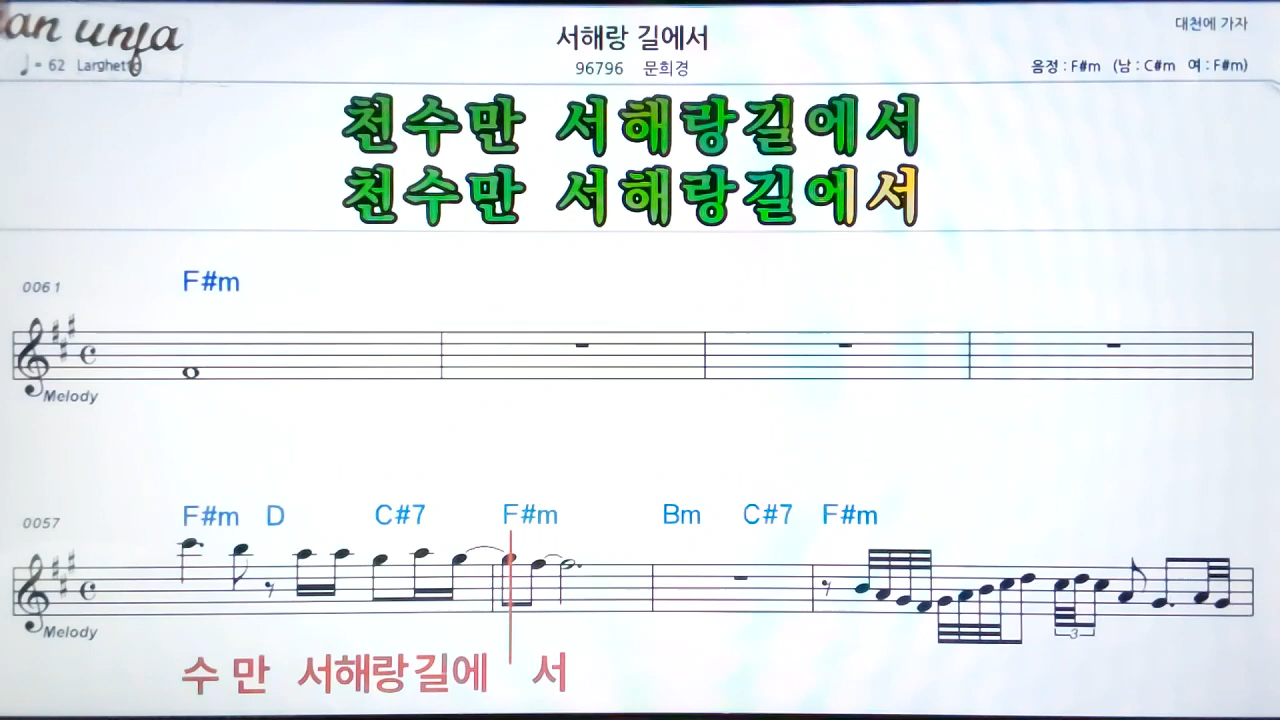 an unfa
대천에 가자
서해랑 길에서
♩= 62 Larghetto
96796 문희경
음정 : F#m (남 : C#m 여 : F#m)
천수만 서해랑길에서
천수만 서해랑길에서
F#m
0061
Melody
F#m D C#7 F#m Bm C#7 F#m
0057
3
Melody
수 만 서해랑길에 서